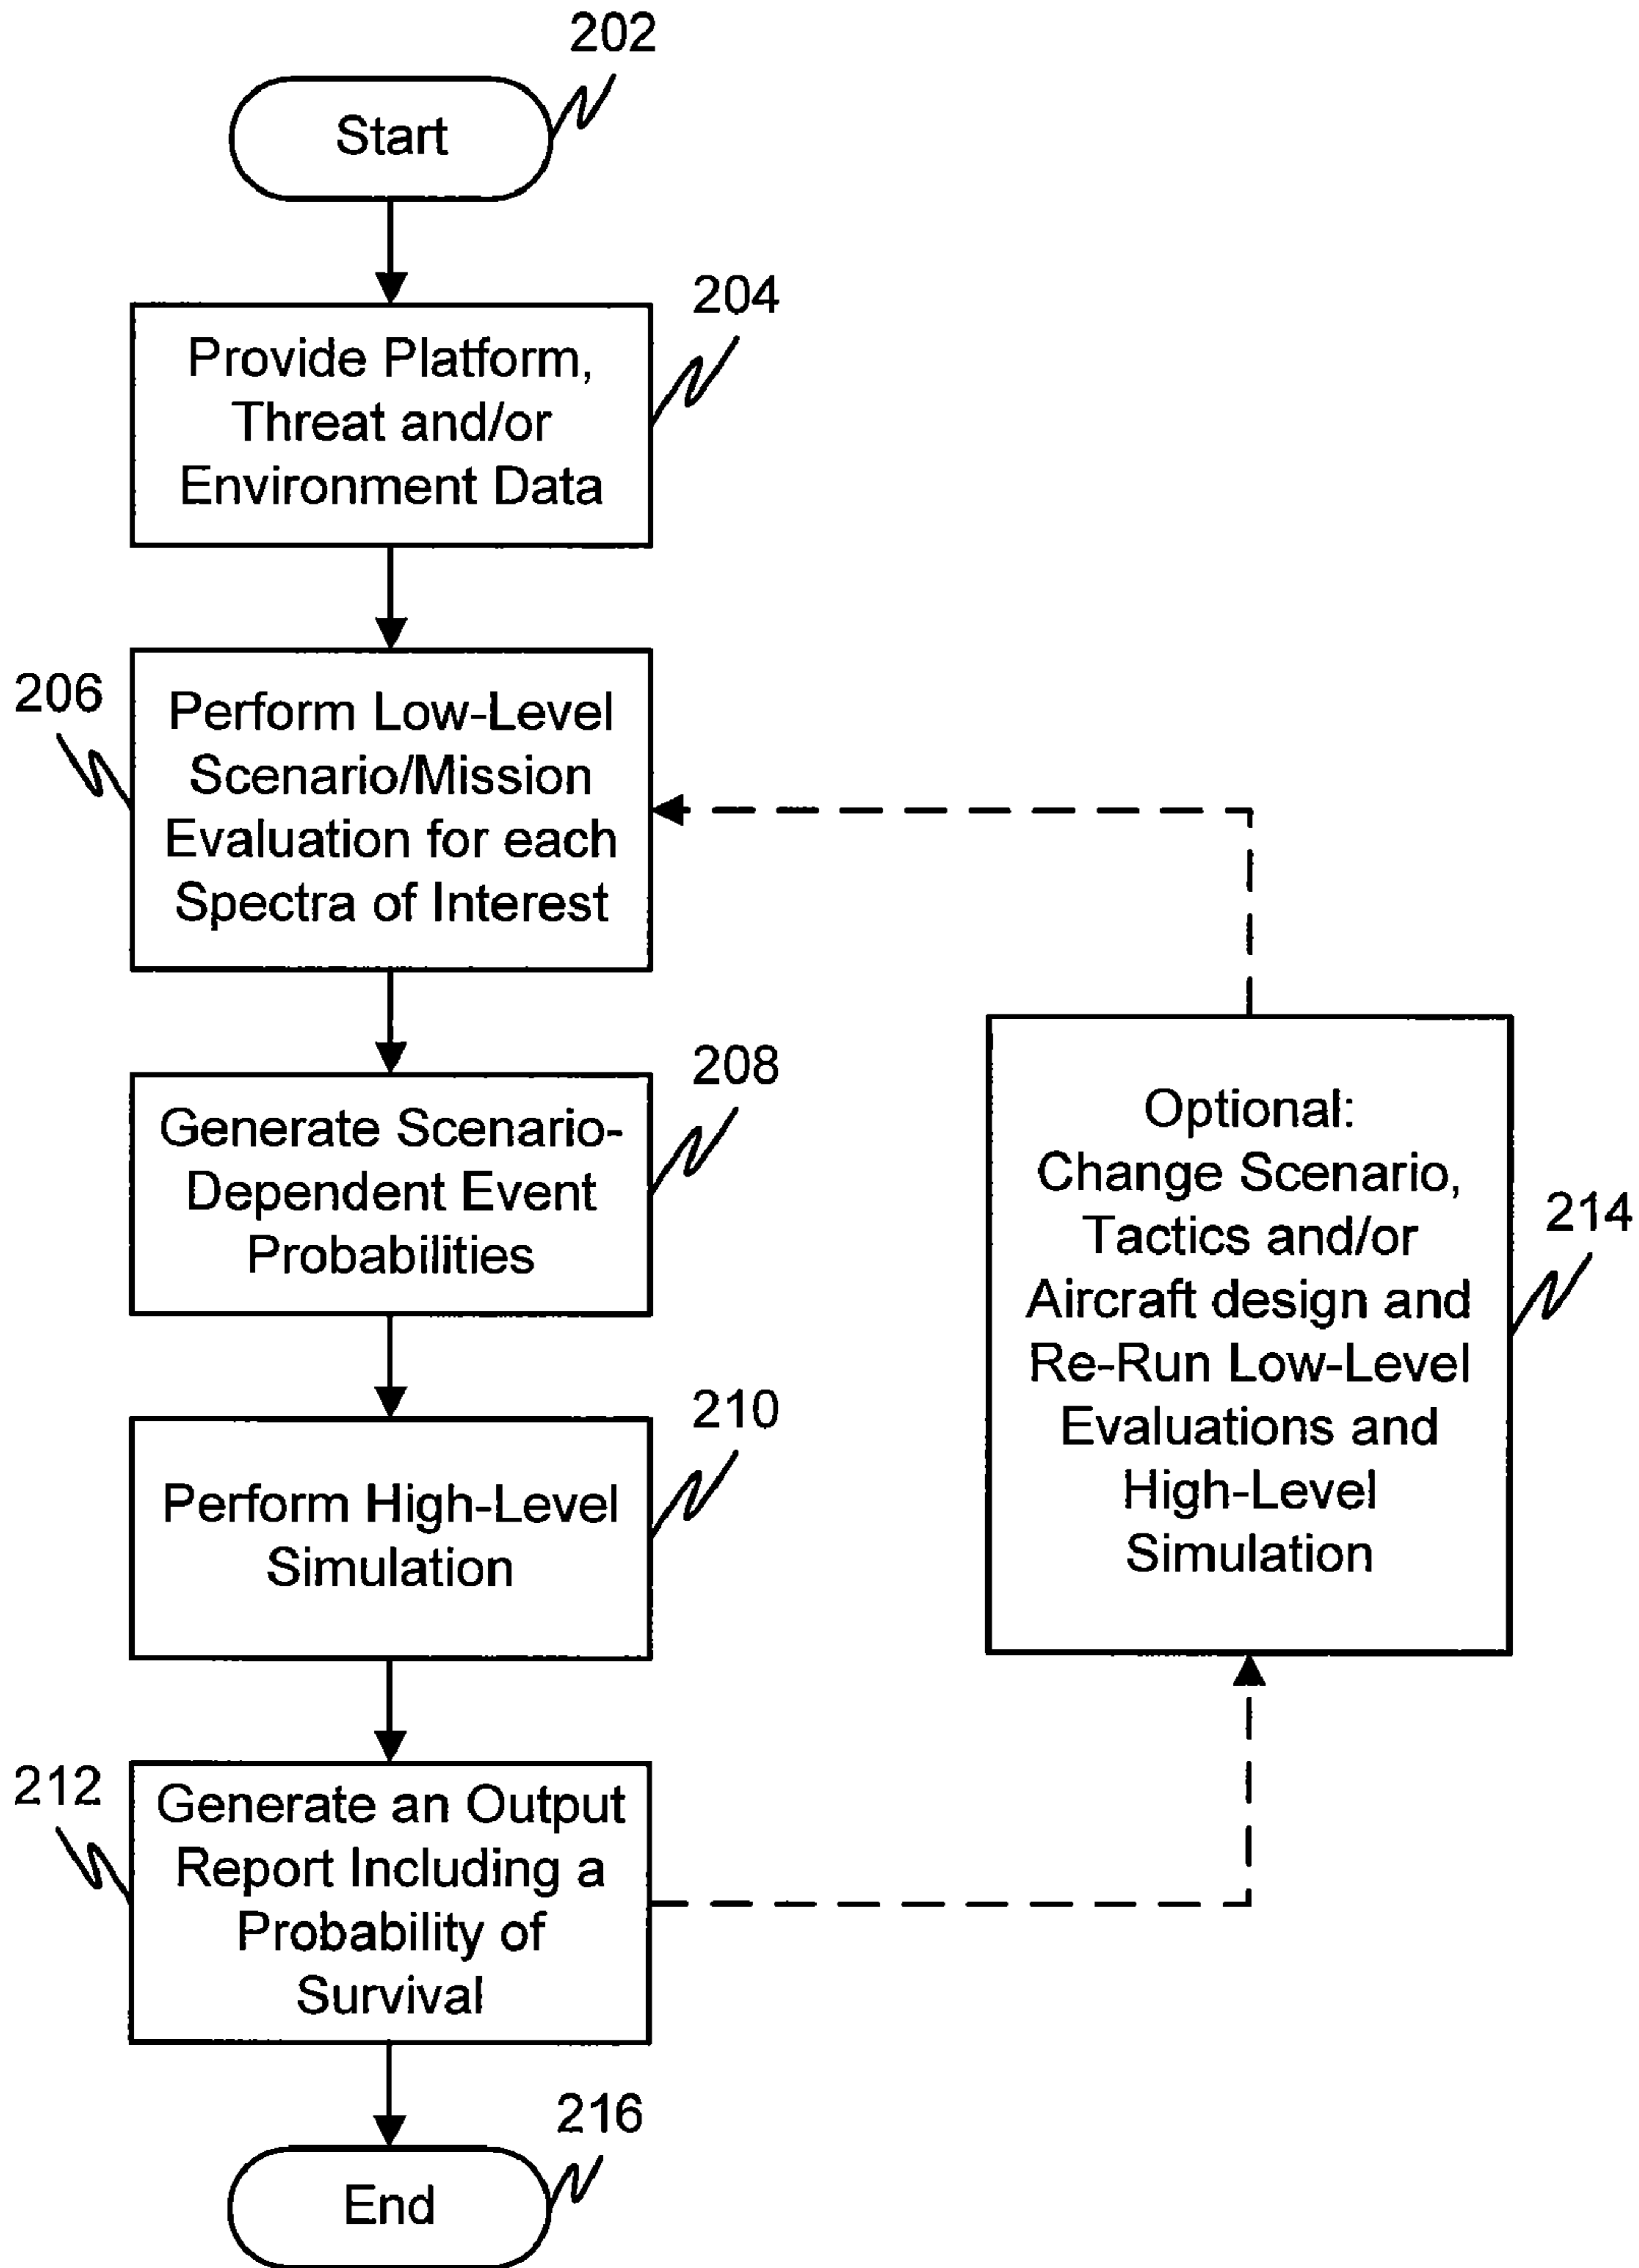 202
Start
204
Provide Platform,
Threat and/or
Environment Data
206
Perform Low-Level
Scenario/Mission
Evaluation for each
Spectra of Interest
208
Generate Scenario-
Dependent Event
Probabilities
210
Perform High-Level
Simulation
212
Generate an Output
Report Including a
Probability of
Survival
214
Optional:
Change Scenario,
Tactics and/or
Aircraft design and
Re-Run Low-Level
Evaluations and
High-Level
Simulation
216
End